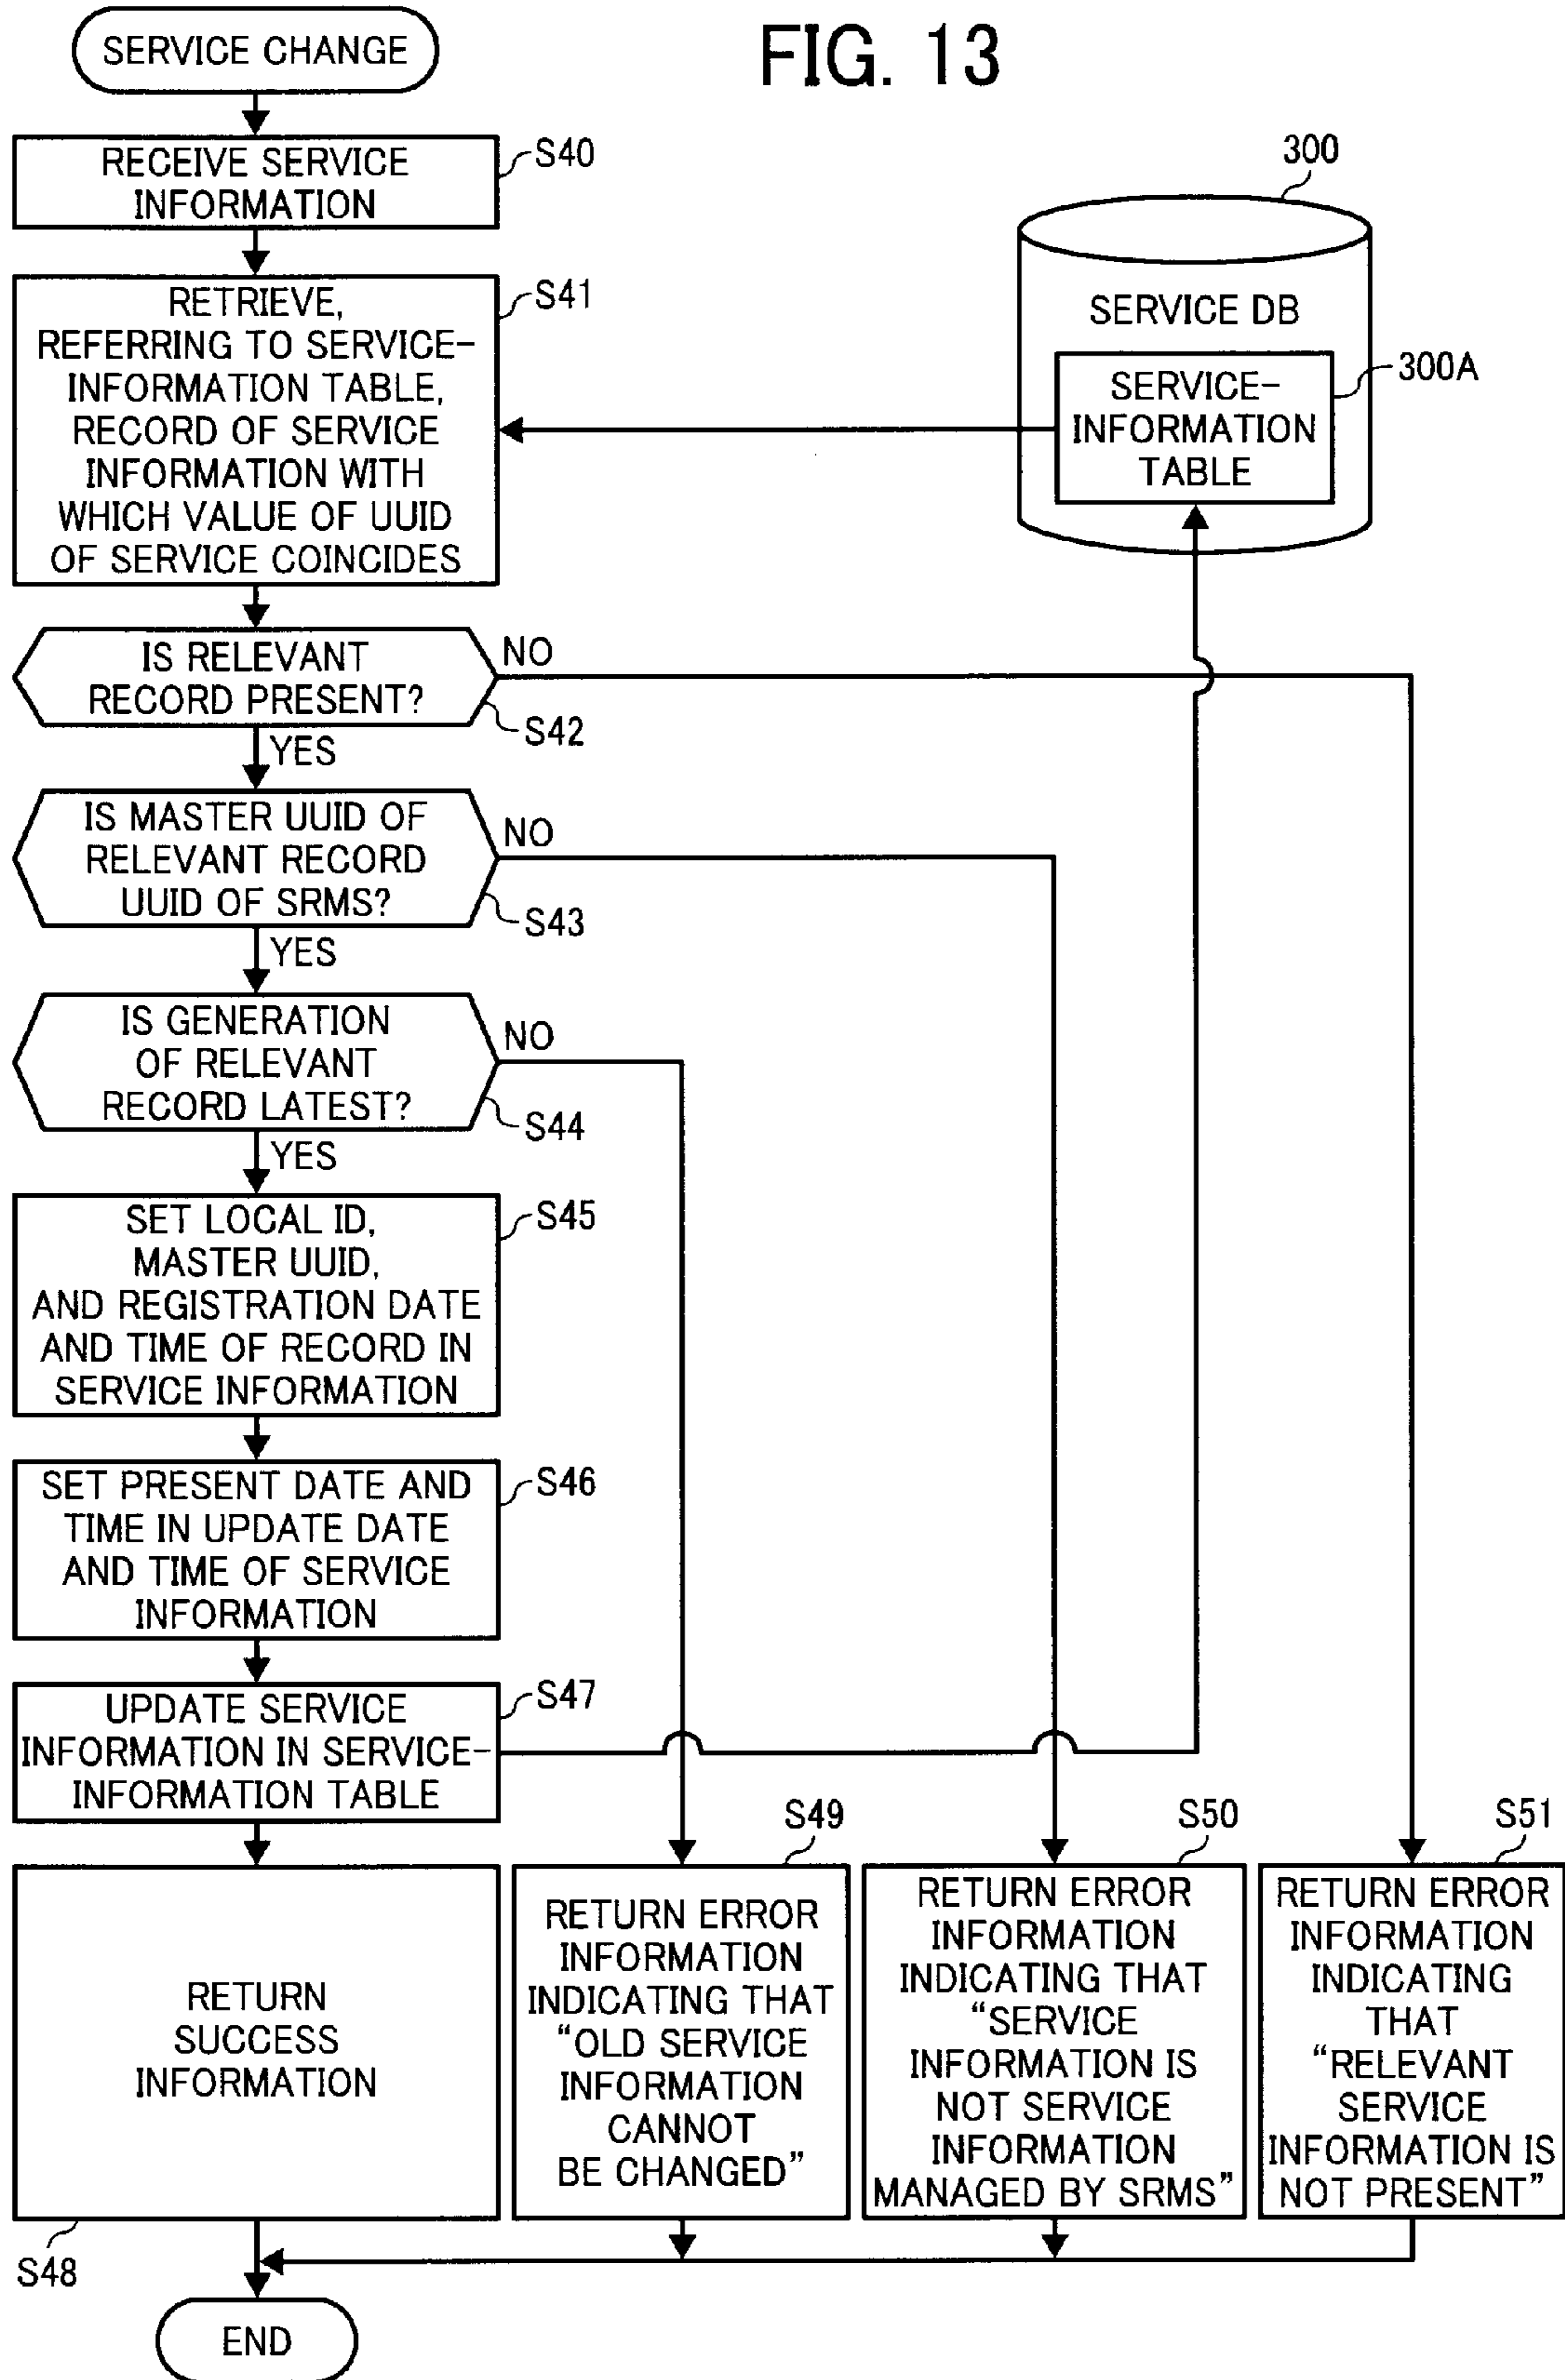 FIG. 13
SERVICE CHANGE
RECEIVE SERVICE
INFORMATION
S40
300
SERVICE DB
SERVICE-
INFORMATION
TABLE
300A
RETRIEVE,
REFERRING TO SERVICE-
INFORMATION TABLE,
RECORD OF SERVICE
INFORMATION WITH
WHICH VALUE OF UUID
OF SERVICE COINCIDES
S41
IS RELEVANT
RECORD PRESENT?
NO
S42
YES
IS MASTER UUID OF
RELEVANT RECORD
UUID OF SRMS?
NO
S43
YES
IS GENERATION
OF RELEVANT
RECORD LATEST?
NO
S44
YES
SET LOCAL ID,
MASTER UUID,
AND REGISTRATION DATE
AND TIME OF RECORD IN
SERVICE INFORMATION
S45
SET PRESENT DATE AND
TIME IN UPDATE DATE
AND TIME OF SERVICE
INFORMATION
S46
UPDATE SERVICE
INFORMATION IN SERVICE-
INFORMATION TABLE
S47
RETURN
SUCCESS
INFORMATION
S48
S49
RETURN ERROR
INFORMATION
INDICATING THAT
“OLD SERVICE
INFORMATION
CANNOT
BE CHANGED”
S50
RETURN ERROR
INFORMATION
INDICATING THAT
“SERVICE
INFORMATION IS
NOT SERVICE
INFORMATION
MANAGED BY SRMS”
S51
RETURN ERROR
INFORMATION
INDICATING
THAT
“RELEVANT
SERVICE
INFORMATION IS
NOT PRESENT”
END